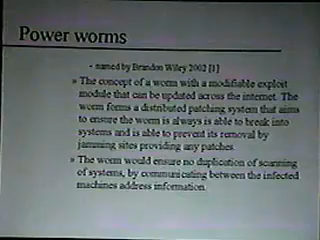 Power worms
- named by Brandon Wiley 2002 [1]
» The concept of a worm with a modifiable exploit
module that can be updated across the internet. The
worm forms a distributed patching system that aims
to ensure the worm is always is able to break into
systems and is able to prevent its removal by
jamming sites providing any patches.
» The worm would ensure no duplication of scanning
of systems, by communicating between the infected
machines address information.